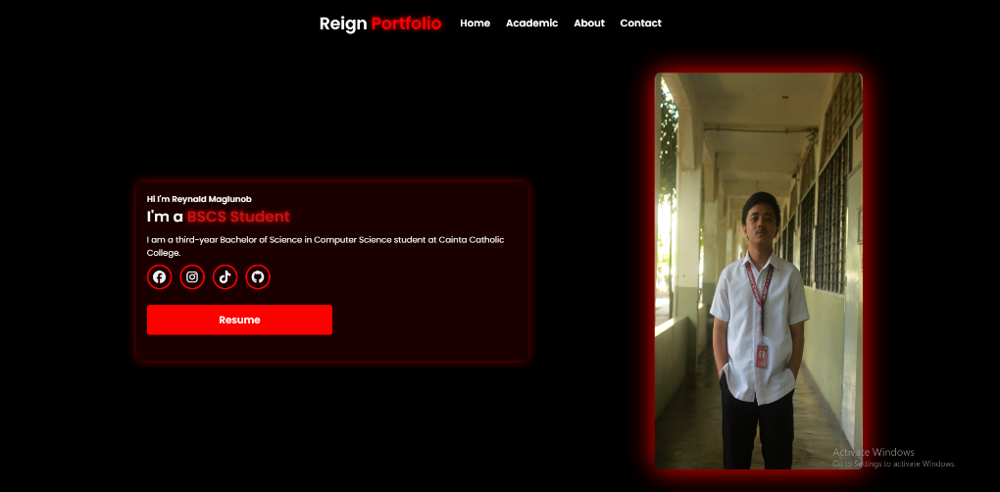 Reign Portfolio Home Academic About Contact
Hi I'm Reynald Maglunob
I'm a BSCS Student
I am a third-year Bachelor of Science in Computer Science student at Cainta Catholic
College.
Resume
Activate Windows
Go to Settings to activate Windows.